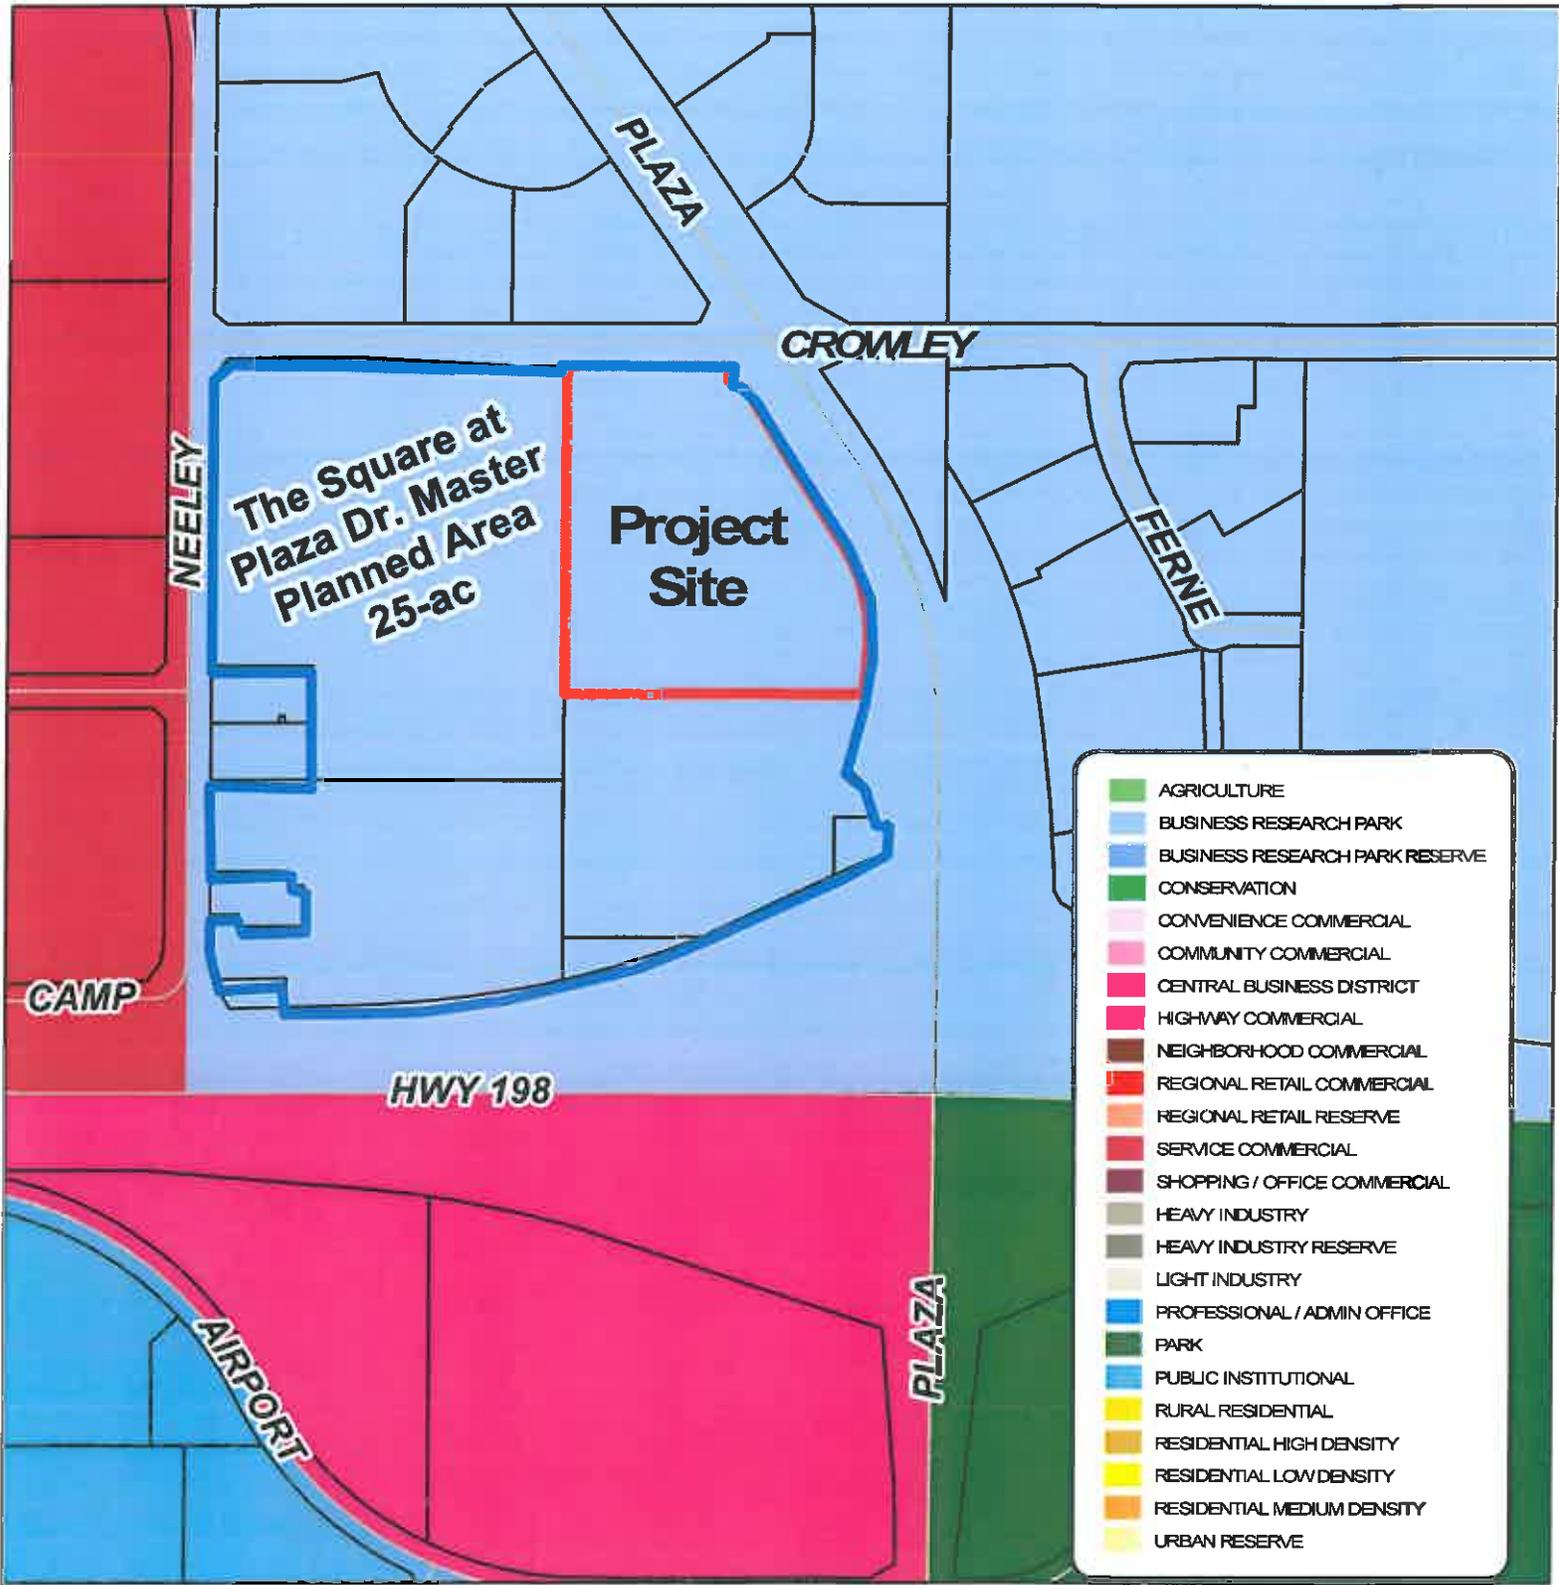 PLAZA
CROWLEY
NEELEY
The Square at
Plaza Dr. Master
Planned Area
25-ac
Project
Site
FERNE
CAMP
HWY 198
AIRPORT
PLAZA
AGRICULTURE
BUSINESS RESEARCH PARK
BUSINESS RESEARCH PARK RESERVE
CONSERVATION
CONVENIENCE COMMERCIAL
COMMUNITY COMMERCIAL
CENTRAL BUSINESS DISTRICT
HIGHWAY COMMERCIAL
NEIGHBORHOOD COMMERCIAL
REGIONAL RETAIL COMMERCIAL
REGIONAL RETAIL RESERVE
SERVICE COMMERCIAL
SHOPPING / OFFICE COMMERCIAL
HEAVY INDUSTRY
HEAVY INDUSTRY RESERVE
LIGHT INDUSTRY
PROFESSIONAL / ADMIN OFFICE
PARK
PUBLIC INSTITUTIONAL
RURAL RESIDENTIAL
RESIDENTIAL HIGH DENSITY
RESIDENTIAL LOW DENSITY
RESIDENTIAL MEDIUM DENSITY
URBAN RESERVE